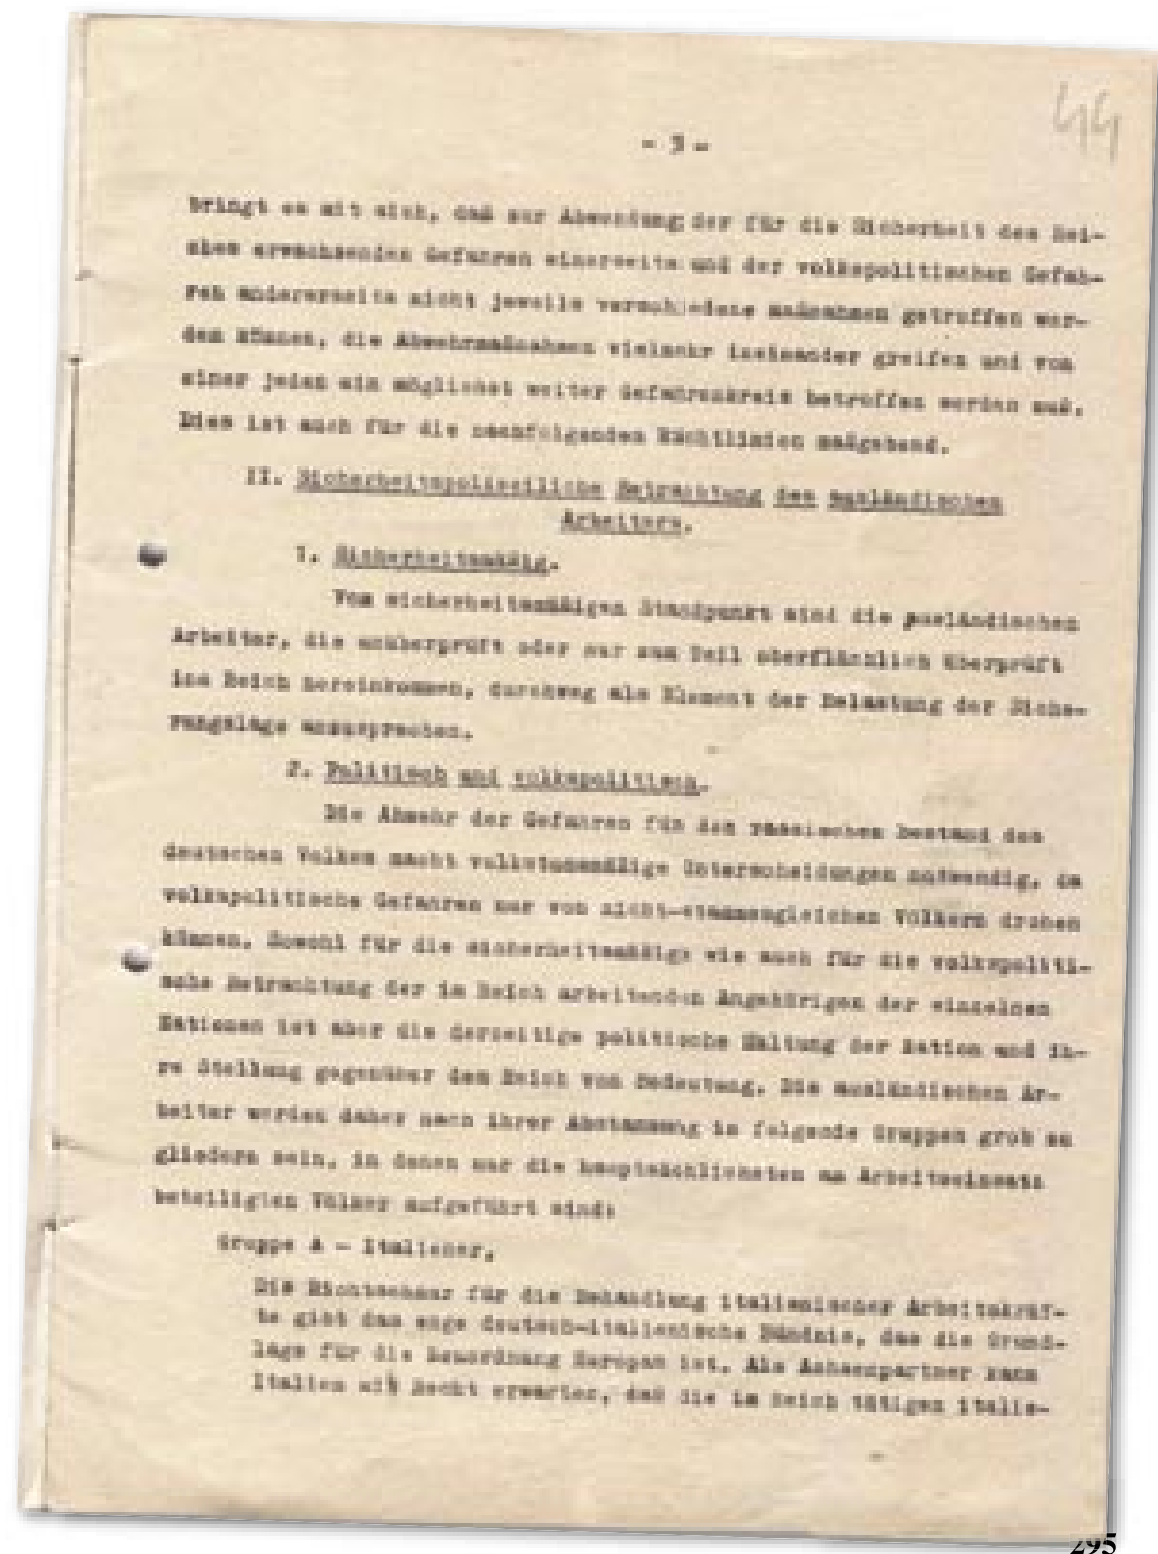 44
- 3 -
bringt es mit sich, daß zur Abwendung der für die Sicherheit des Rei-
ches erwachsenden Gefahren einerseits und der volkspolitischen Gefah-
ren andererseits nicht jeweils verschiedene Maßnahmen getroffen wer-
den können, die Abwehrmaßnahmen vielmehr ineinander greifen und von
einer jeden ein möglichst weiter Gefahrenkreis betroffen werden muß.
Dies ist auch für die nachfolgenden Richtlinien maßgebend.
II. Sicherheitspolizeiliche Betrachtung des ausländischen
Arbeiters.
1. Sicherheitsmäßig.
Vom sicherheitsmäßigen Standpunkt sind die ausländischen
Arbeiter, die unüberprüft oder nur zum Teil oberflächlich überprüft
ins Reich hereinkommen, durchweg als Element der Belastung der Siche-
rungslage anzusprechen.
2. Politisch und volkspolitisch.
Die Abwehr der Gefahren für den rassischen Bestand des
deutschen Volkes macht volkstumsmäßige Unterscheidungen notwendig, da
volkspolitische Gefahren nur von nicht-stammesgleichen Völkern drohen
können. Sowohl für die sicherheitsmäßige wie auch für die volkspoliti-
sche Betrachtung der im Reich arbeitenden Angehörigen der einzelnen
Nationen ist aber die derzeitige politische Haltung der Nation und ih-
re Stellung gegenüber dem Reich von Bedeutung. Die ausländischen Ar-
beiter werden daher nach ihrer Abstammung in folgende Gruppen grob zu
gliedern sein, in denen nur die hauptsächlichsten am Arbeitseinsatz
beteiligten Völker aufgeführt sind:
Gruppe A - Italiener.
Die Richtschnur für die Behandlung italienischer Arbeitskräf-
te gibt das enge deutsch-italienische Bündnis, das die Grund-
lage für die Neuordnung Europas ist. Als Achsenpartner kann
Italien mit Recht erwarten, daß die im Reich tätigen italie-
295